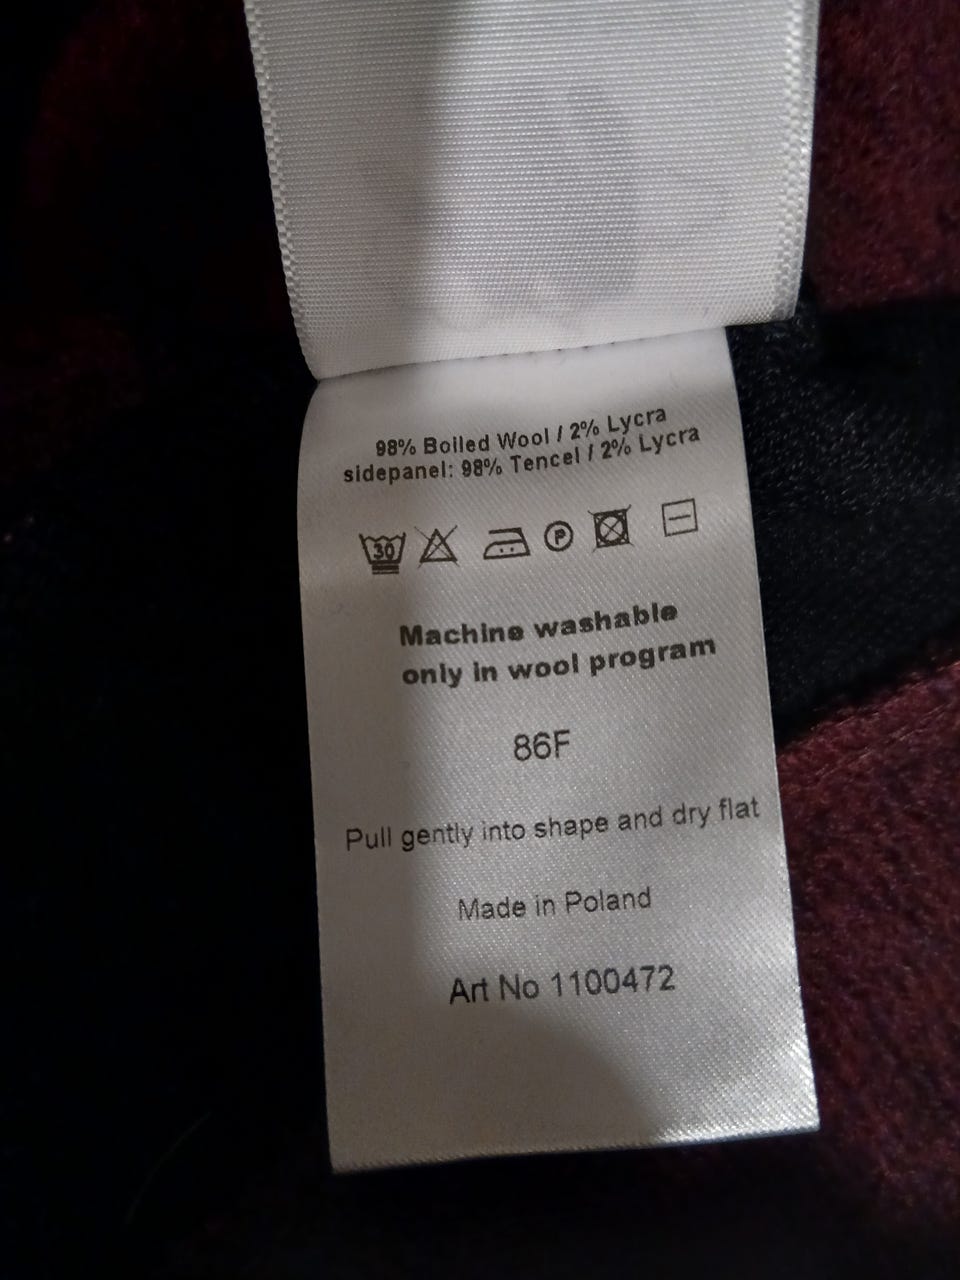 98% Boiled Wool / 2% Lycra
sidepanel: 98% Tencel / 2% Lycra
30 P
Machine washable
only in wool program
86F
Pull gently into shape and dry flat
Made in Poland
Art No 1100472